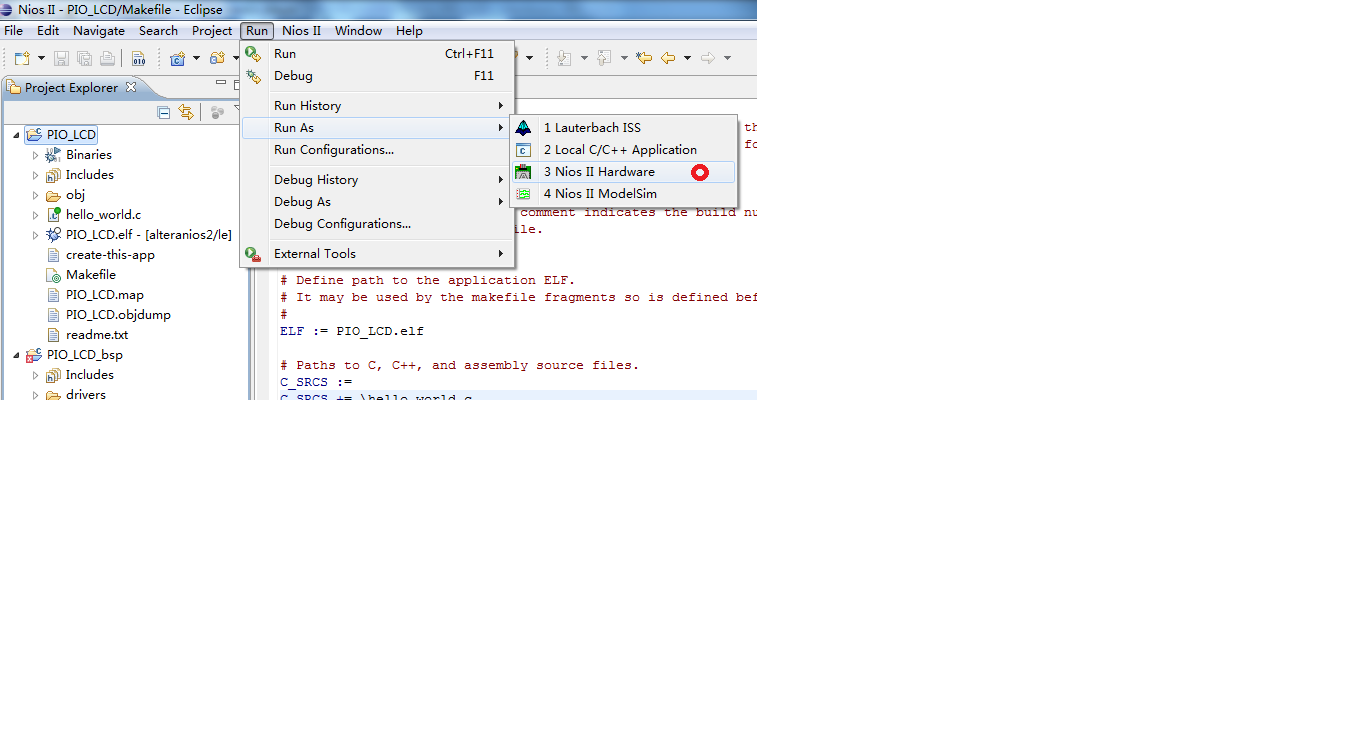 Nios II - PIO_LCD/Makefile - Eclipse
File Edit Navigate Search Project Run Nios II Window Help
Project Explorer
PIO_LCD
Binaries
Includes
obj
hello_world.c
PIO_LCD.elf - [alteranios2/le]
create-this-app
Makefile
PIO_LCD.map
PIO_LCD.objdump
readme.txt
PIO_LCD_bsp
Includes
drivers
Run Ctrl+F11
Debug F11
Run History
Run As
Run Configurations...
Debug History
Debug As
Debug Configurations...
External Tools
1 Lauterbach ISS
2 Local C/C++ Application
3 Nios II Hardware
4 Nios II ModelSim
comment indicates the build nu
ile.
# Define path to the application ELF.
# It may be used by the makefile fragments so is defined bef
#
ELF := PIO_LCD.elf
# Paths to C, C++, and assembly source files.
C_SRCS :=
C_SRCS += \hello_world.c